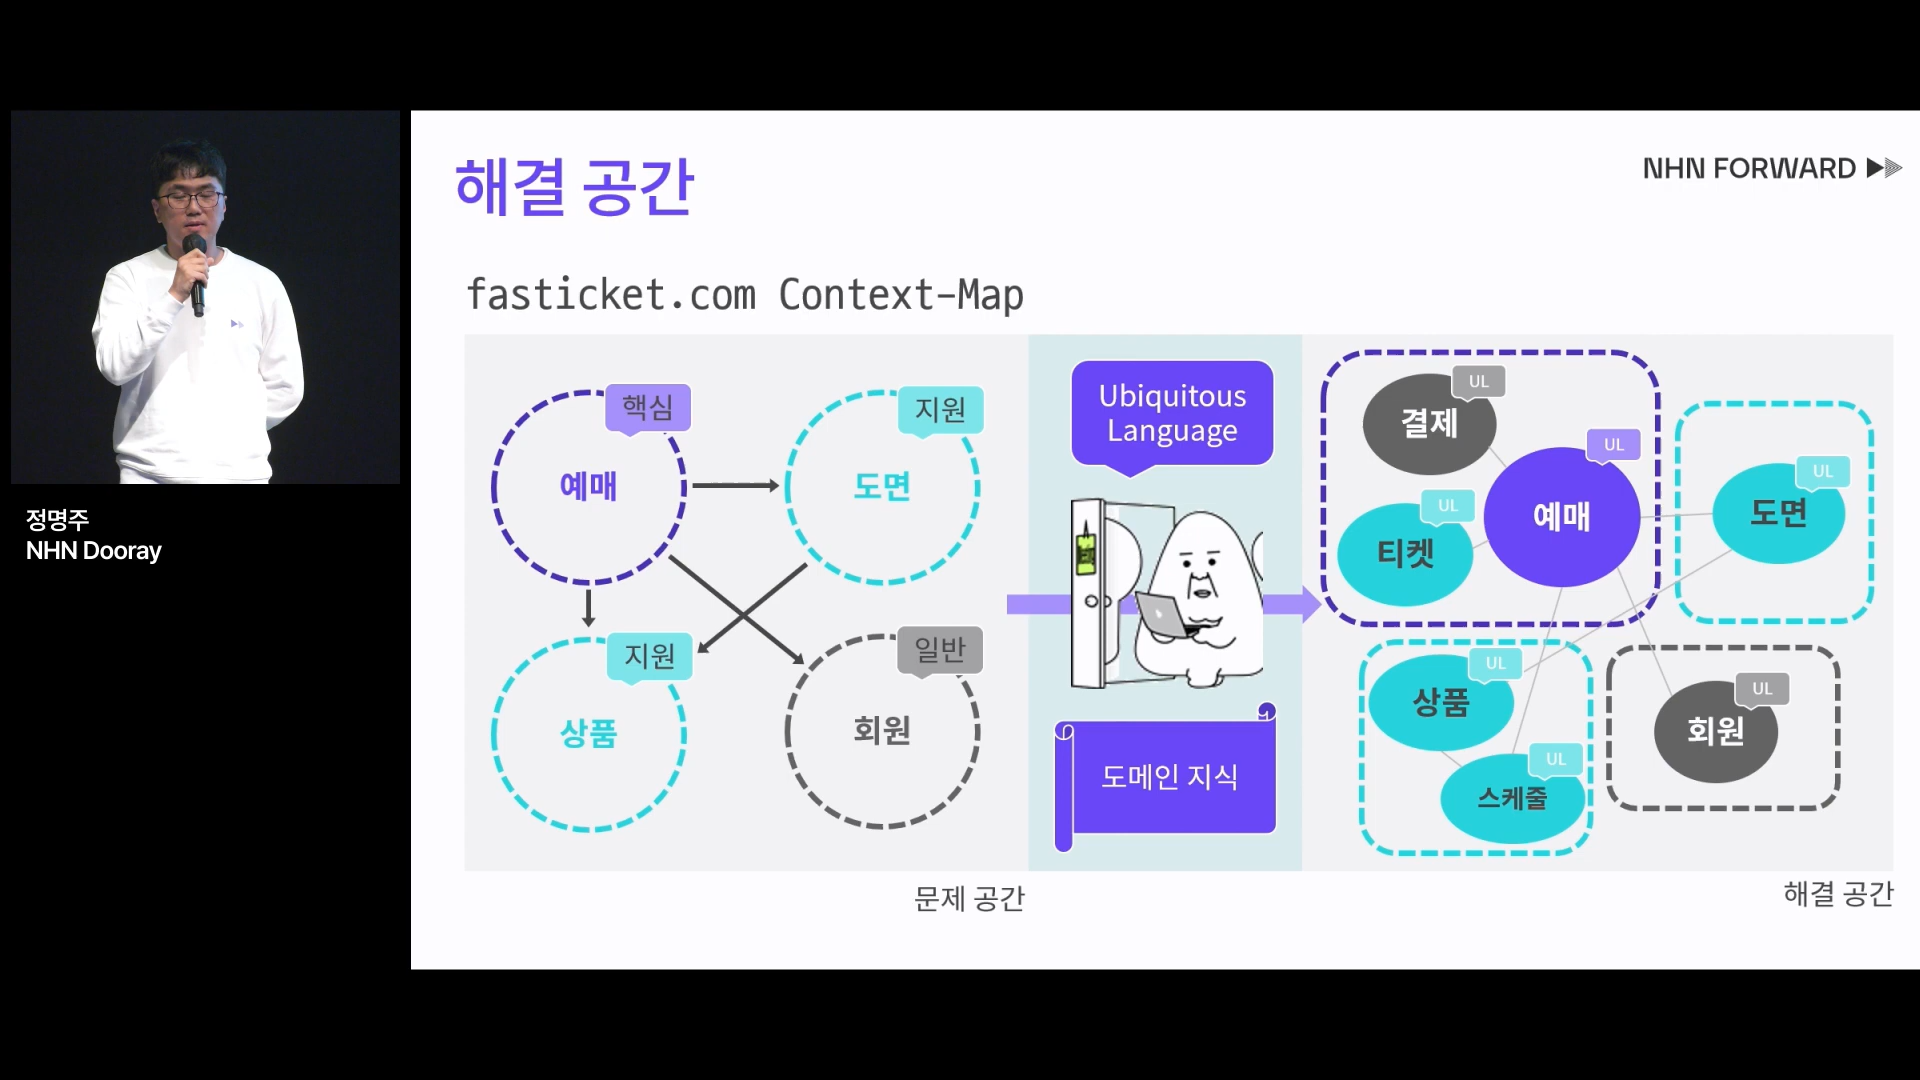 정명주
NHN Dooray
해결 공간
NHN FORWARD
fasticket.com Context-Map
핵심
예매
지원
도면
지원
상품
일반
회원
문제 공간
Ubiquitous
Language
도메인 지식
UL
결제
UL
예매
UL
티켓
UL
도면
UL
상품
UL
스케줄
UL
회원
해결 공간